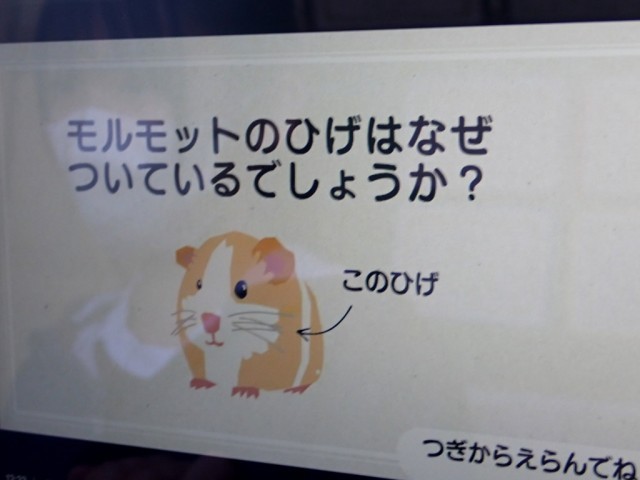 モルモットのひげはなぜ
ついているでしょうか？
このひげ
つぎからえらんでね